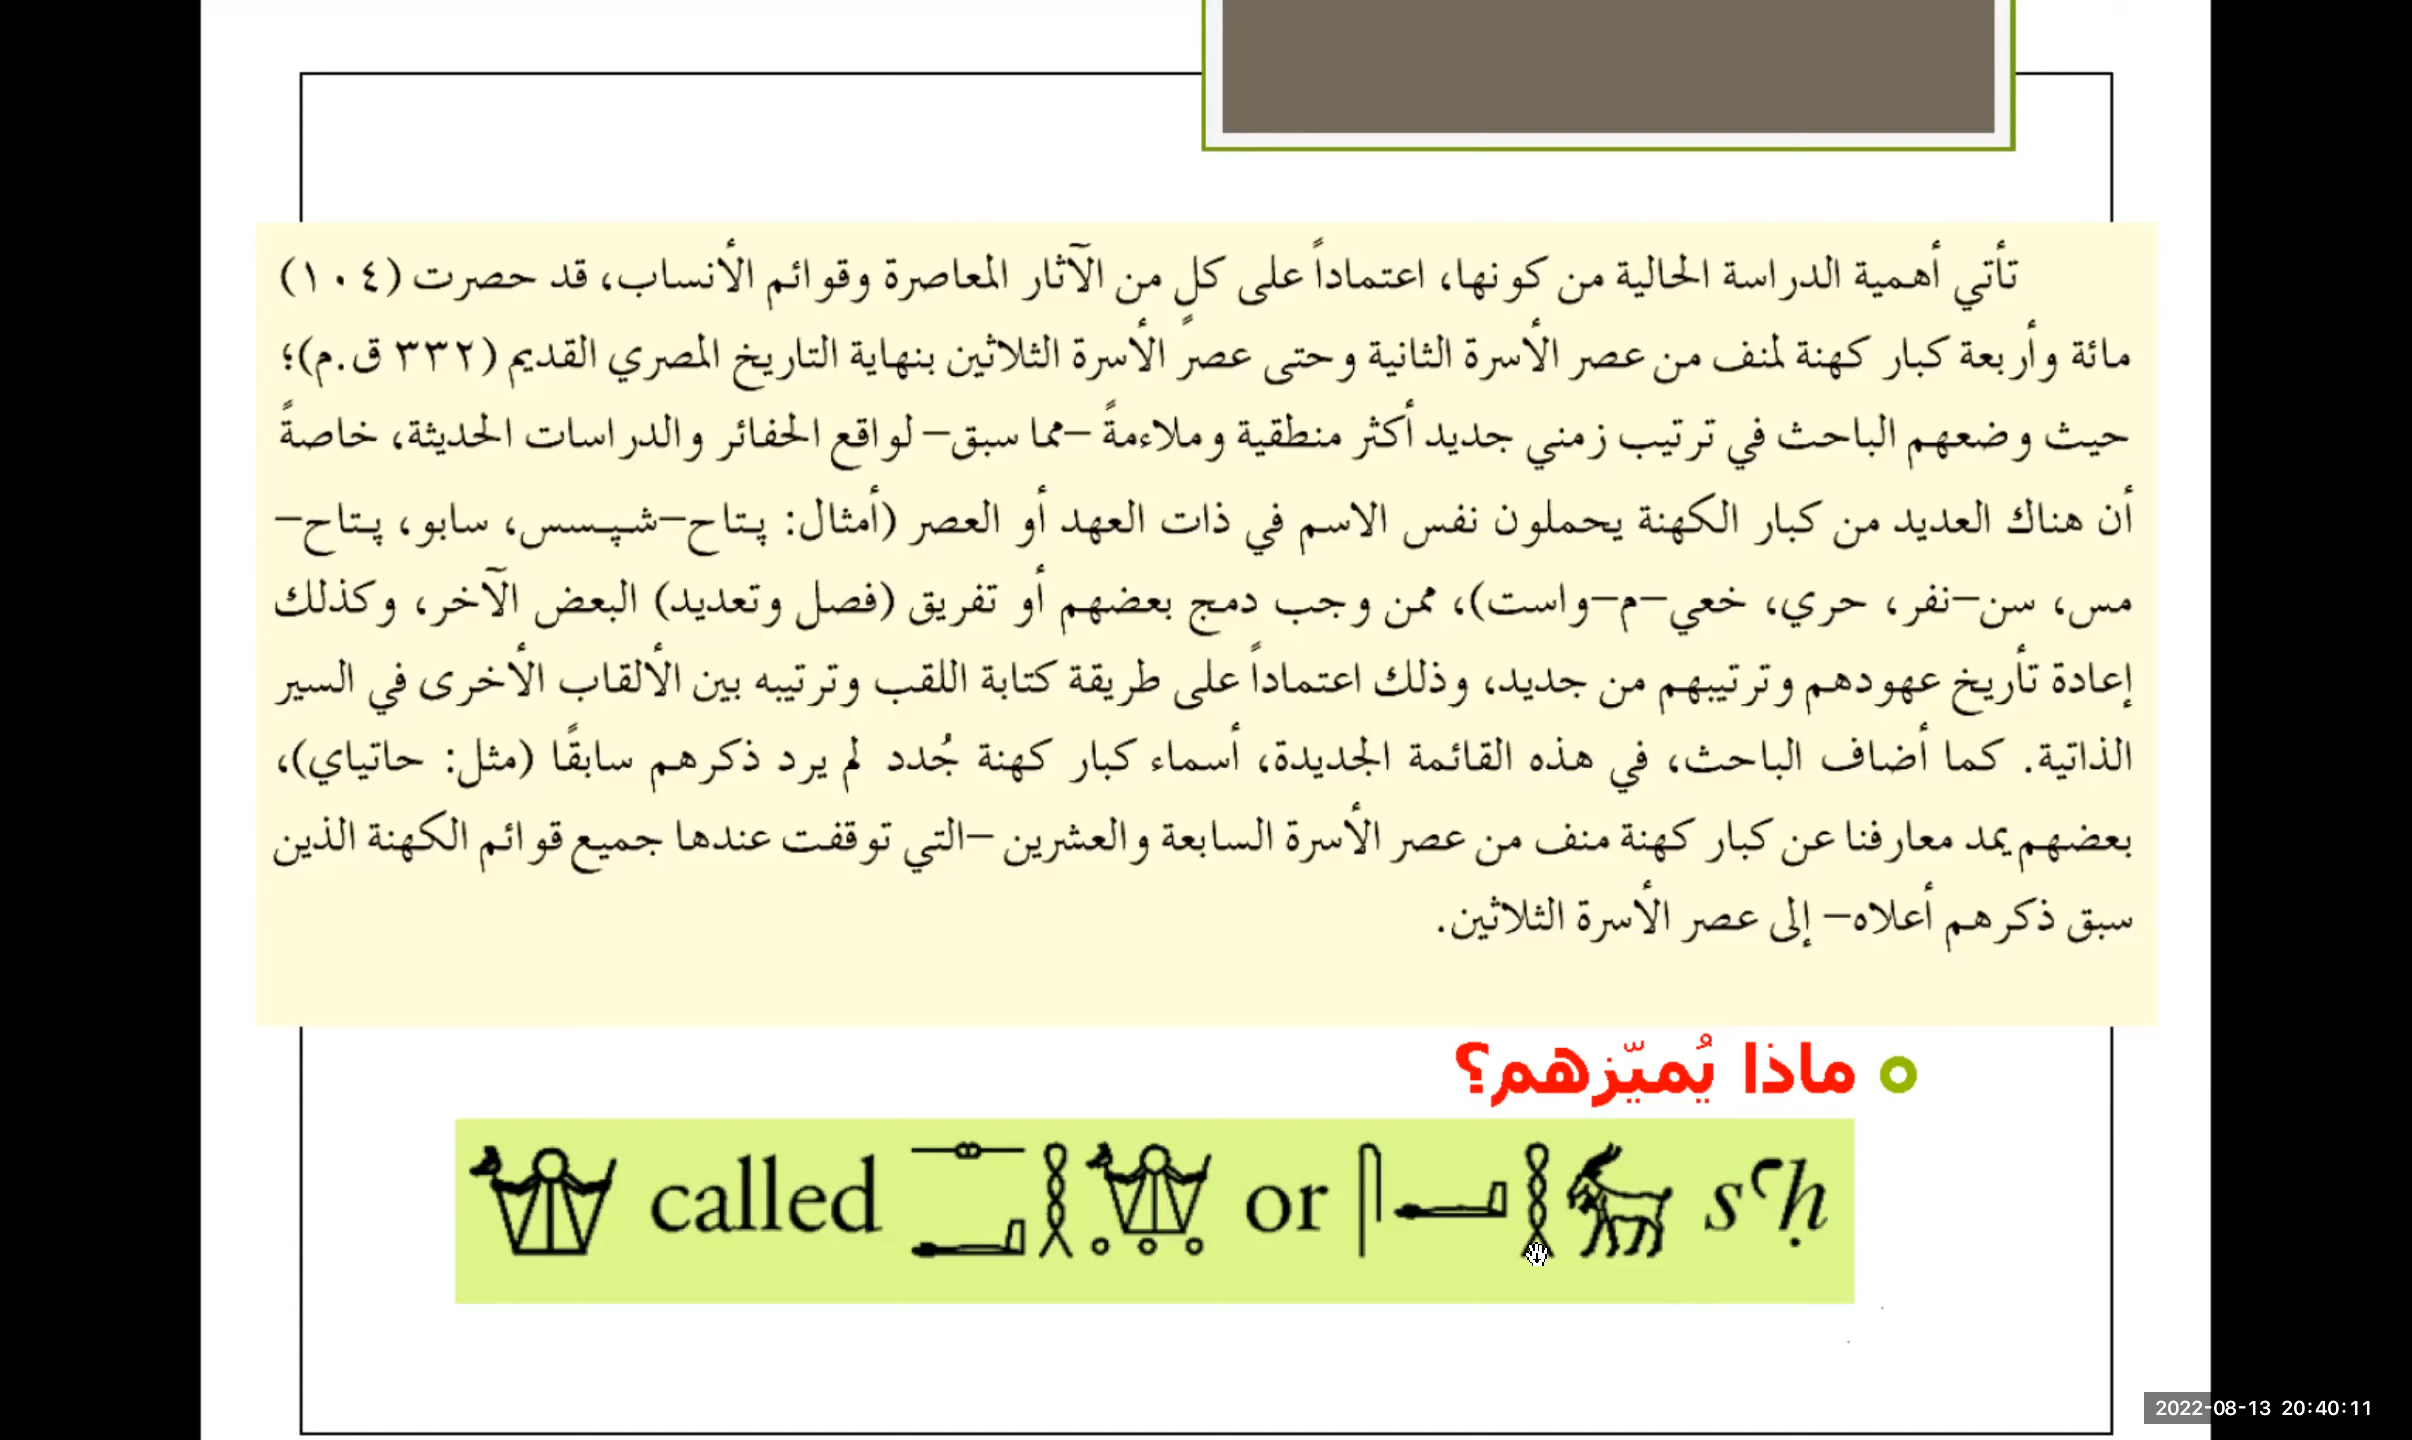 تأتي أهمية الدراسة الحالية من كونها، اعتماداً على كلٍ من الآثار المعاصرة وقوائم الأنساب، قد حصرت (١٠٤)
مائة وأربعة كبار كهنة لمنف من عصر الأسرة الثانية وحتى عصر الأسرة الثلاثين بنهاية التاريخ المصري القديم (٣٣٢ ق.م)؛
حيث وضعهم الباحث في ترتيب زمني جديد أكثر منطقية وملاءمةً –مما سبق– لواقع الحفائر والدراسات الحديثة، خاصةً
أن هناك العديد من كبار الكهنة يحملون نفس الاسم في ذات العهد أو العصر (أمثال: پتاح–شپسس، سابو، پتاح–
مس، سن–نفر، حري، خعي–م–واست)، ممن وجب دمج بعضهم أو تفريق (فصل وتعديد) البعض الآخر، وكذلك
إعادة تأريخ عهودهم وترتيبهم من جديد، وذلك اعتماداً على طريقة كتابة اللقب وترتيبه بين الألقاب الأخرى في السير
الذاتية. كما أضاف الباحث، في هذه القائمة الجديدة، أسماء كبار كهنة جُدد لم يرد ذكرهم سابقًا (مثل: حاتياي)،
بعضهم يمد معارفنا عن كبار كهنة منف من عصر الأسرة السابعة والعشرين –التي توقفت عندها جميع قوائم الكهنة الذين
سبق ذكرهم أعلاه– إلى عصر الأسرة الثلاثين.
ماذا يُميّزهم؟
called or sꜥḥ
2022-08-13 20:40:11